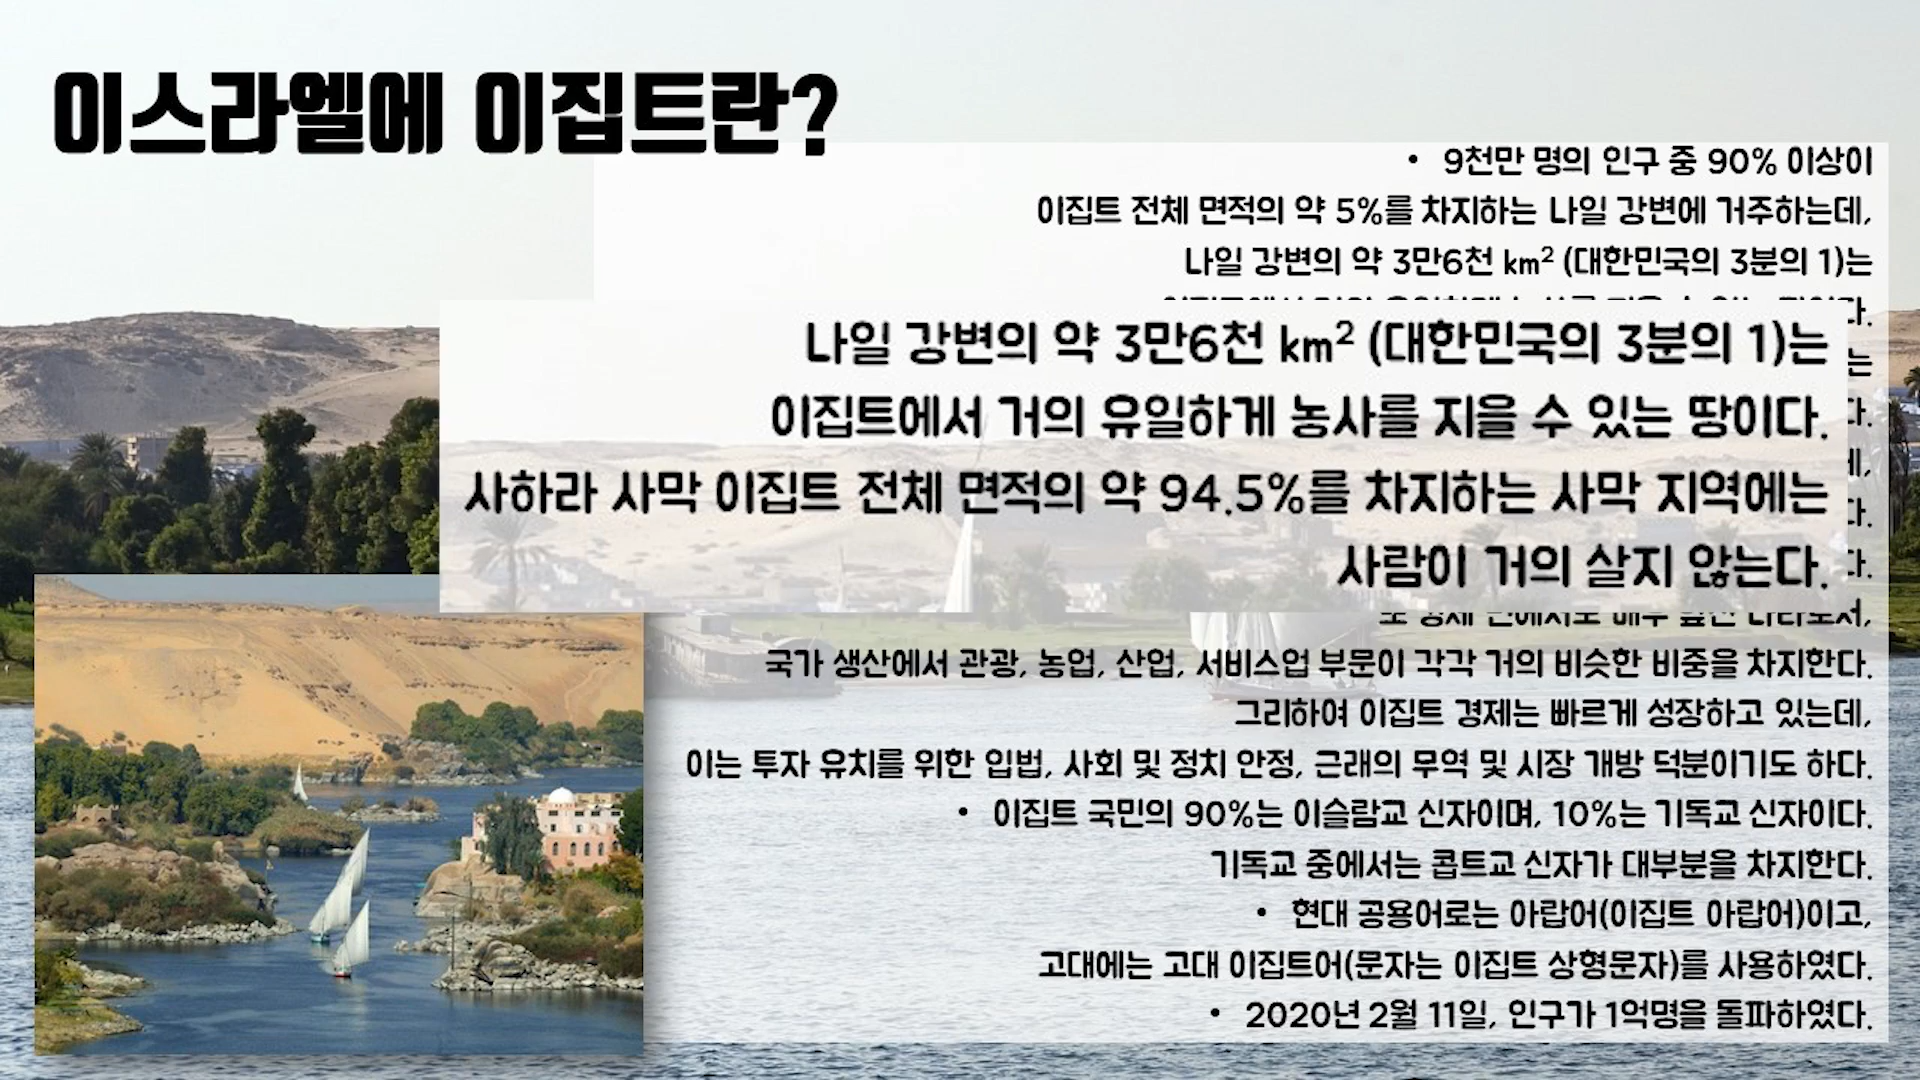 이스라엘에 이집트란?
• 9천만 명의 인구 중 90% 이상이
이집트 전체 면적의 약 5%를 차지하는 나일 강변에 거주하는데,
나일 강변의 약 3만6천 km² (대한민국의 3분의 1)는
나일 강변의 약 3만6천 km² (대한민국의 3분의 1)는
이집트에서 거의 유일하게 농사를 지을 수 있는 땅이다.
사하라 사막 이집트 전체 면적의 약 94.5%를 차지하는 사막 지역에는
사람이 거의 살지 않는다.
국가 생산에서 관광, 농업, 산업, 서비스업 부문이 각각 거의 비슷한 비중을 차지한다.
그리하여 이집트 경제는 빠르게 성장하고 있는데,
이는 투자 유치를 위한 입법, 사회 및 정치 안정, 근래의 무역 및 시장 개방 덕분이기도 하다.
• 이집트 국민의 90%는 이슬람교 신자이며, 10%는 기독교 신자이다.
기독교 중에서는 콥트교 신자가 대부분을 차지한다.
• 현대 공용어로는 아랍어(이집트 아랍어)이고,
고대에는 고대 이집트어(문자는 이집트 상형문자)를 사용하였다.
• 2020년 2월 11일, 인구가 1억명을 돌파하였다.